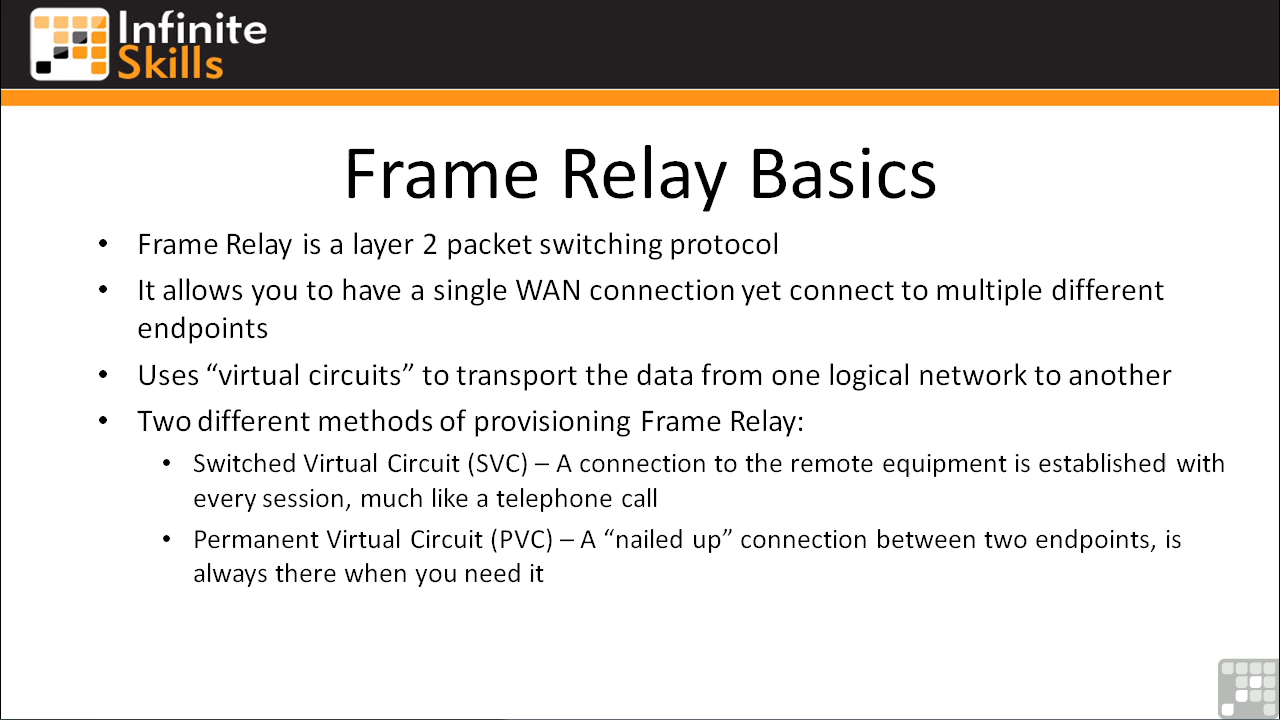 Infinite
Skills
Frame Relay Basics
• Frame Relay is a layer 2 packet switching protocol
• It allows you to have a single WAN connection yet connect to multiple different
endpoints
• Uses “virtual circuits” to transport the data from one logical network to another
• Two different methods of provisioning Frame Relay:
• Switched Virtual Circuit (SVC) – A connection to the remote equipment is established with
every session, much like a telephone call
• Permanent Virtual Circuit (PVC) – A “nailed up” connection between two endpoints, is
always there when you need it